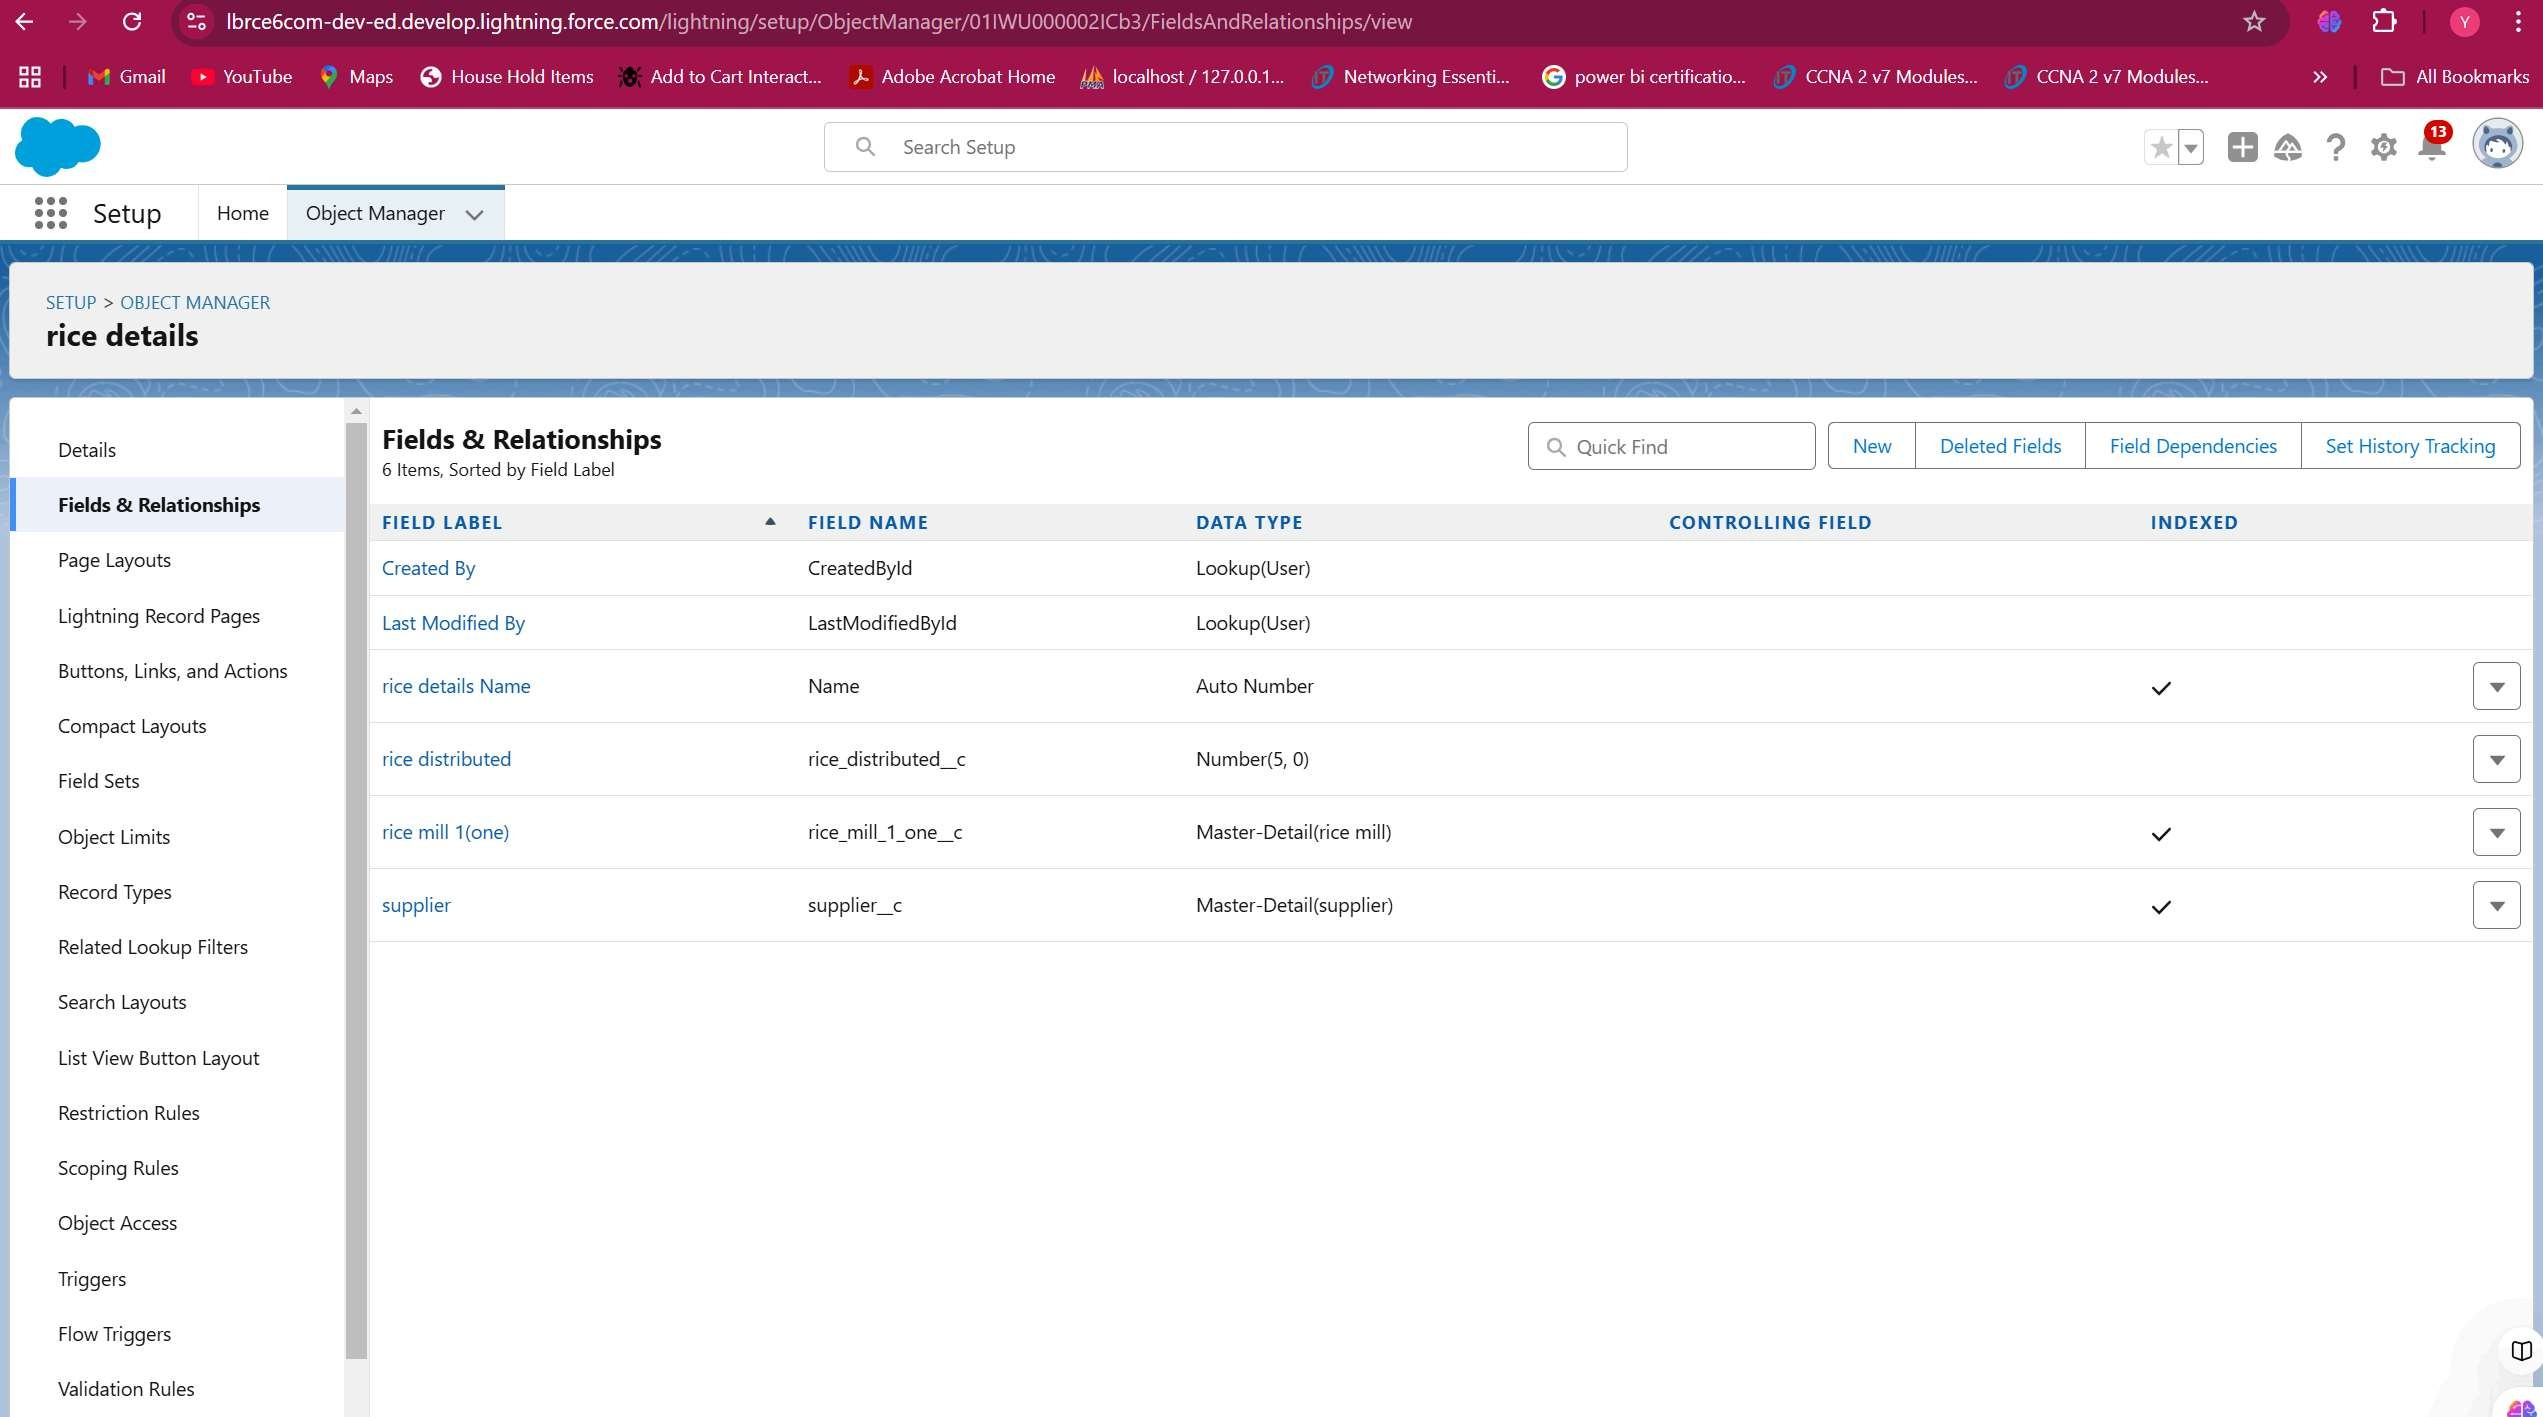 lbrce6com-dev-ed.develop.lightning.force.com/lightning/setup/ObjectManager/01IWU000002ICb3/FieldsAndRelationships/view
Y
Gmail YouTube Maps House Hold Items Add to Cart Interact... Adobe Acrobat Home localhost / 127.0.0.1... Networking Essenti... power bi certificatio... CCNA 2 v7 Modules... CCNA 2 v7 Modules... » All Bookmarks
Search Setup
13
Setup Home Object Manager
SETUP > OBJECT MANAGER
rice details
Details
Fields & Relationships
Page Layouts
Lightning Record Pages
Buttons, Links, and Actions
Compact Layouts
Field Sets
Object Limits
Record Types
Related Lookup Filters
Search Layouts
List View Button Layout
Restriction Rules
Scoping Rules
Object Access
Triggers
Flow Triggers
Validation Rules
Fields & Relationships
6 Items, Sorted by Field Label
Quick Find New Deleted Fields Field Dependencies Set History Tracking
FIELD LABEL FIELD NAME DATA TYPE CONTROLLING FIELD INDEXED
Created By CreatedById Lookup(User)
Last Modified By LastModifiedById Lookup(User)
rice details Name Name Auto Number
rice distributed rice_distributed__c Number(5, 0)
rice mill 1(one) rice_mill_1_one__c Master-Detail(rice mill)
supplier supplier__c Master-Detail(supplier)